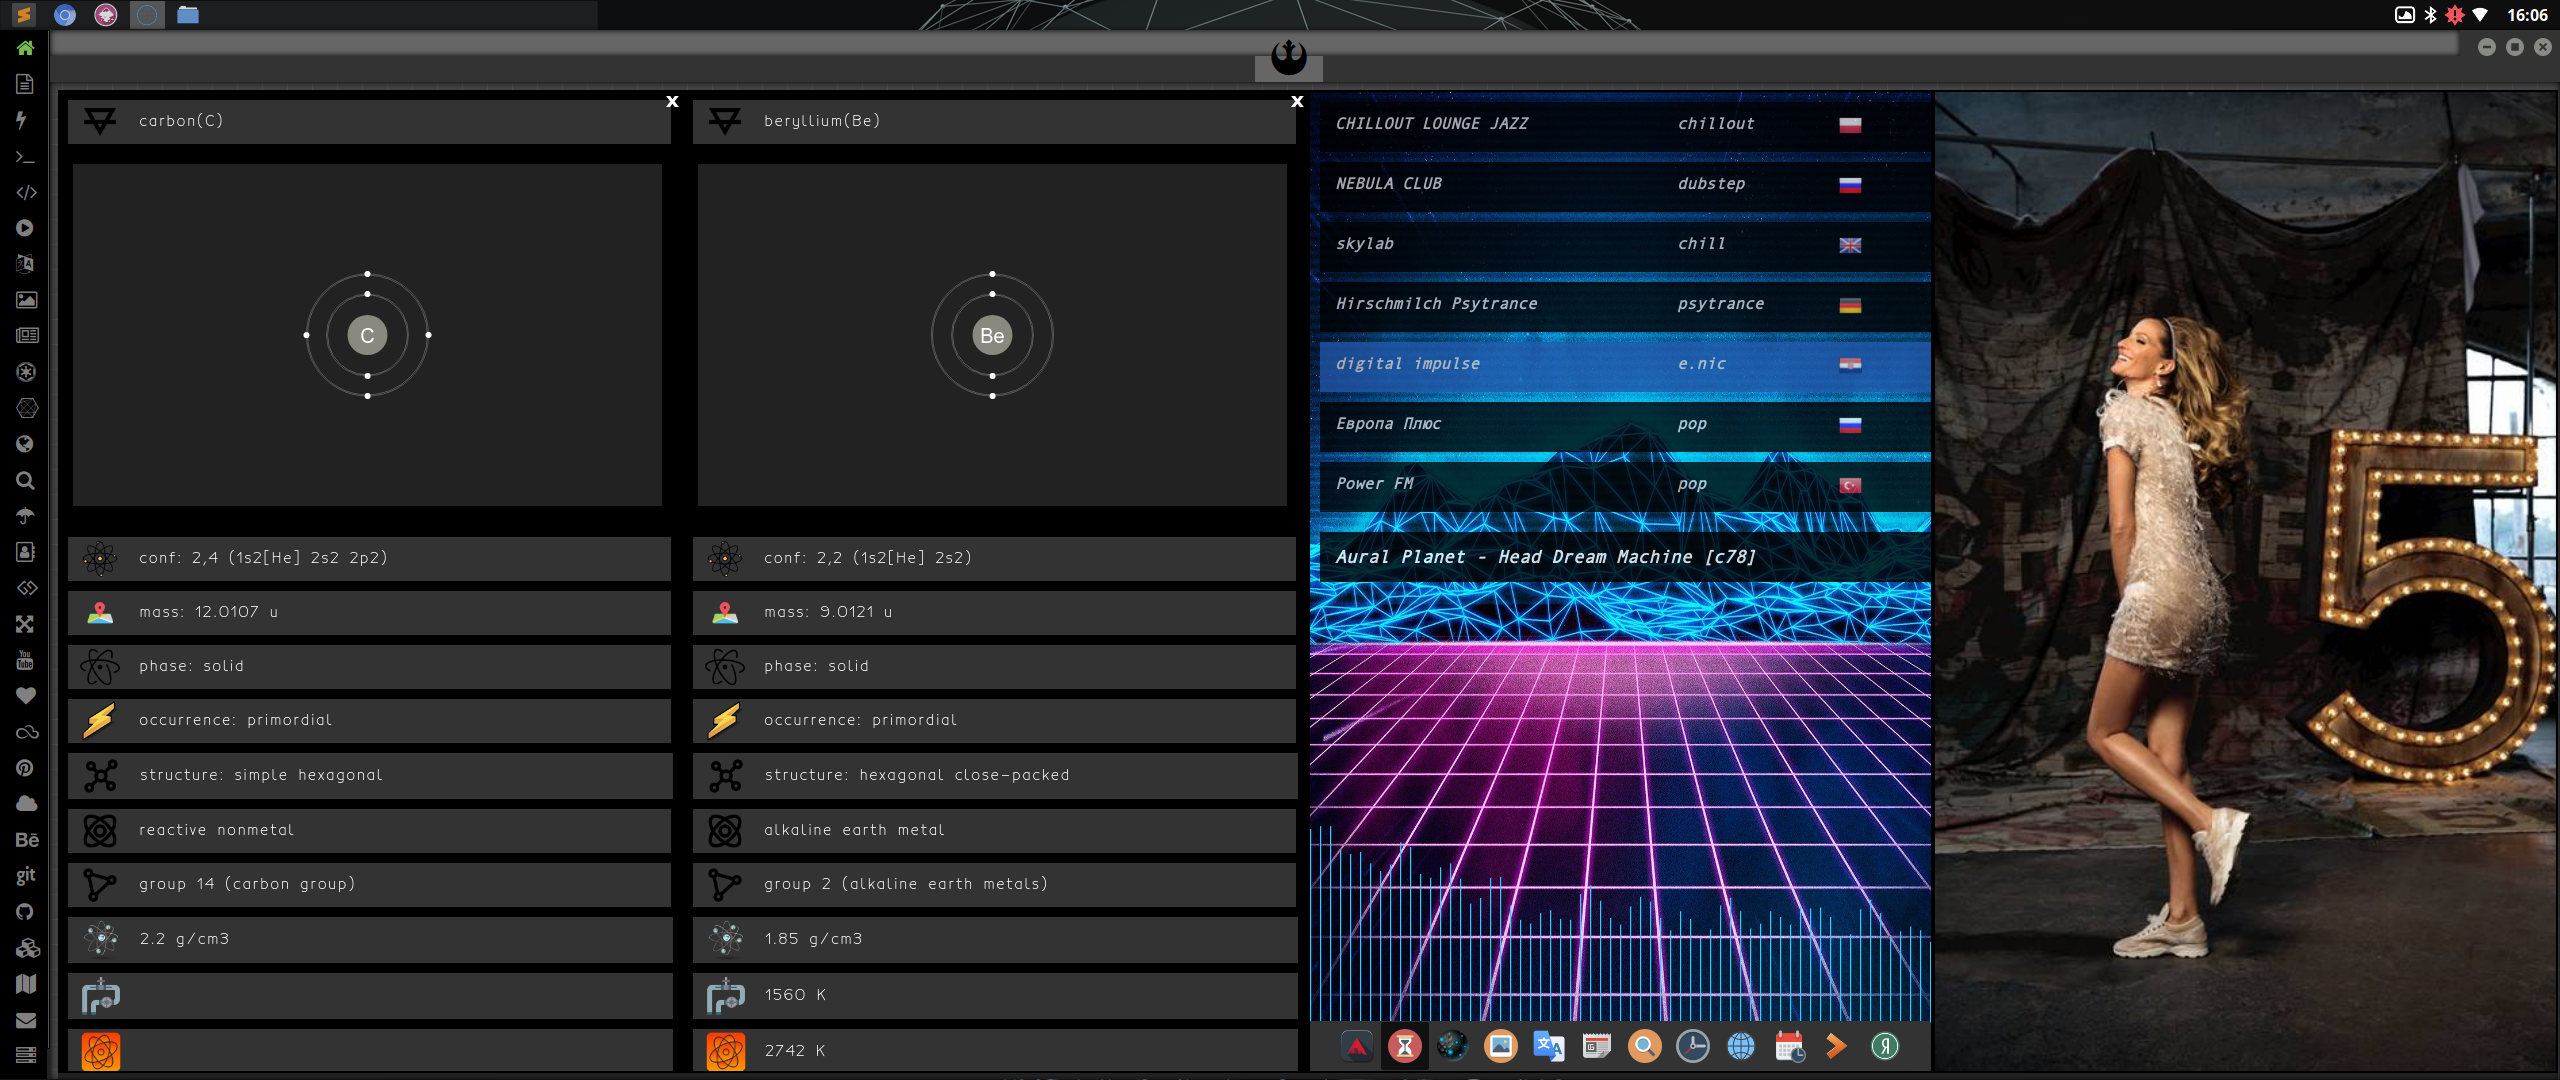 16:06
carbon(C)
C
conf: 2,4 (1s2[He] 2s2 2p2)
mass: 12.0107 u
phase: solid
occurrence: primordial
structure: simple hexagonal
reactive nonmetal
group 14 (carbon group)
2.2 g/cm3
x
beryllium(Be)
Be
conf: 2,2 (1s2[He] 2s2)
mass: 9.0121 u
phase: solid
occurrence: primordial
structure: hexagonal close-packed
alkaline earth metal
group 2 (alkaline earth metals)
1.85 g/cm3
1560 K
2742 K
x
CHILLOUT LOUNGE JAZZ chillout
NEBULA CLUB dubstep
skylab chill
Hirschmilch Psytrance psytrance
digital impulse e.nic
Европа Плюс pop
Power FM pop
Aural Planet - Head Dream Machine [c78]
5
You
Tube
Bē
git
Я